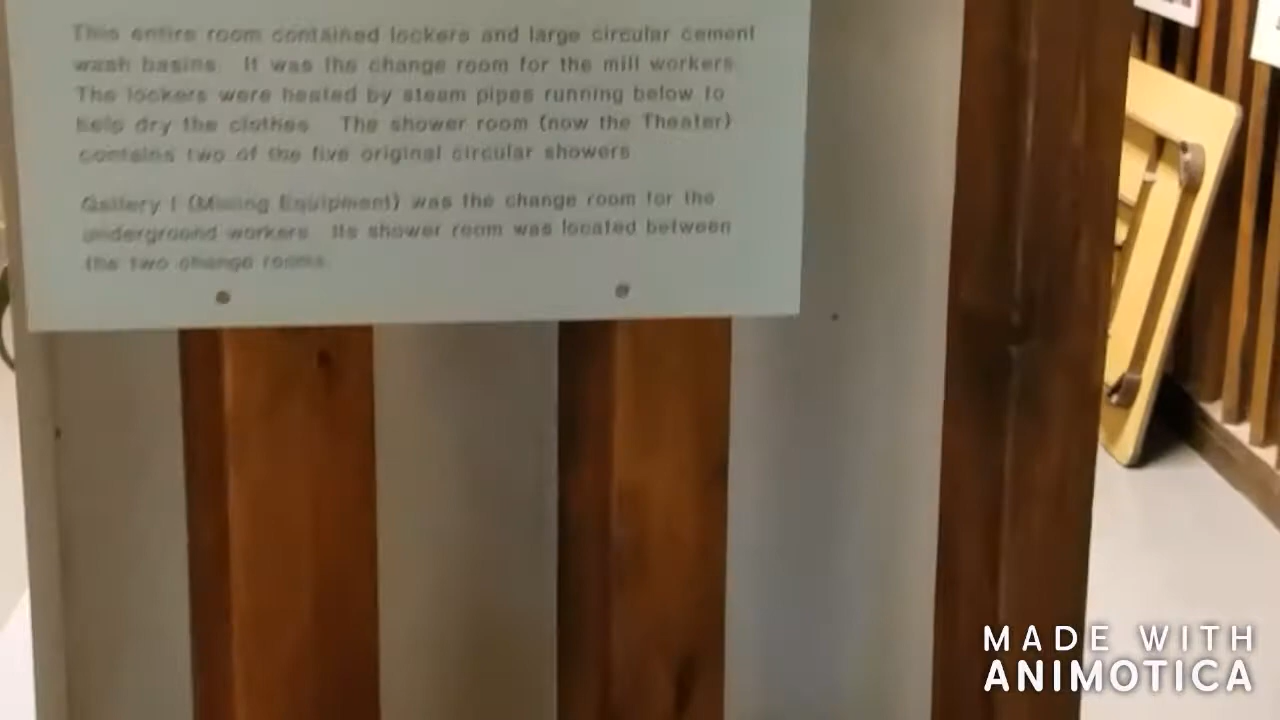 This entire room contained lockers and large circular cement
wash basins. It was the change room for the mill workers.
The lockers were heated by steam pipes running below to
help dry the clothes. The shower room (now the Theater)
contains two of the five original circular showers.
Gallery I (Mining Equipment) was the change room for the
underground workers. Its shower room was located between
the two change rooms.
MADE WITH
ANIMOTICA